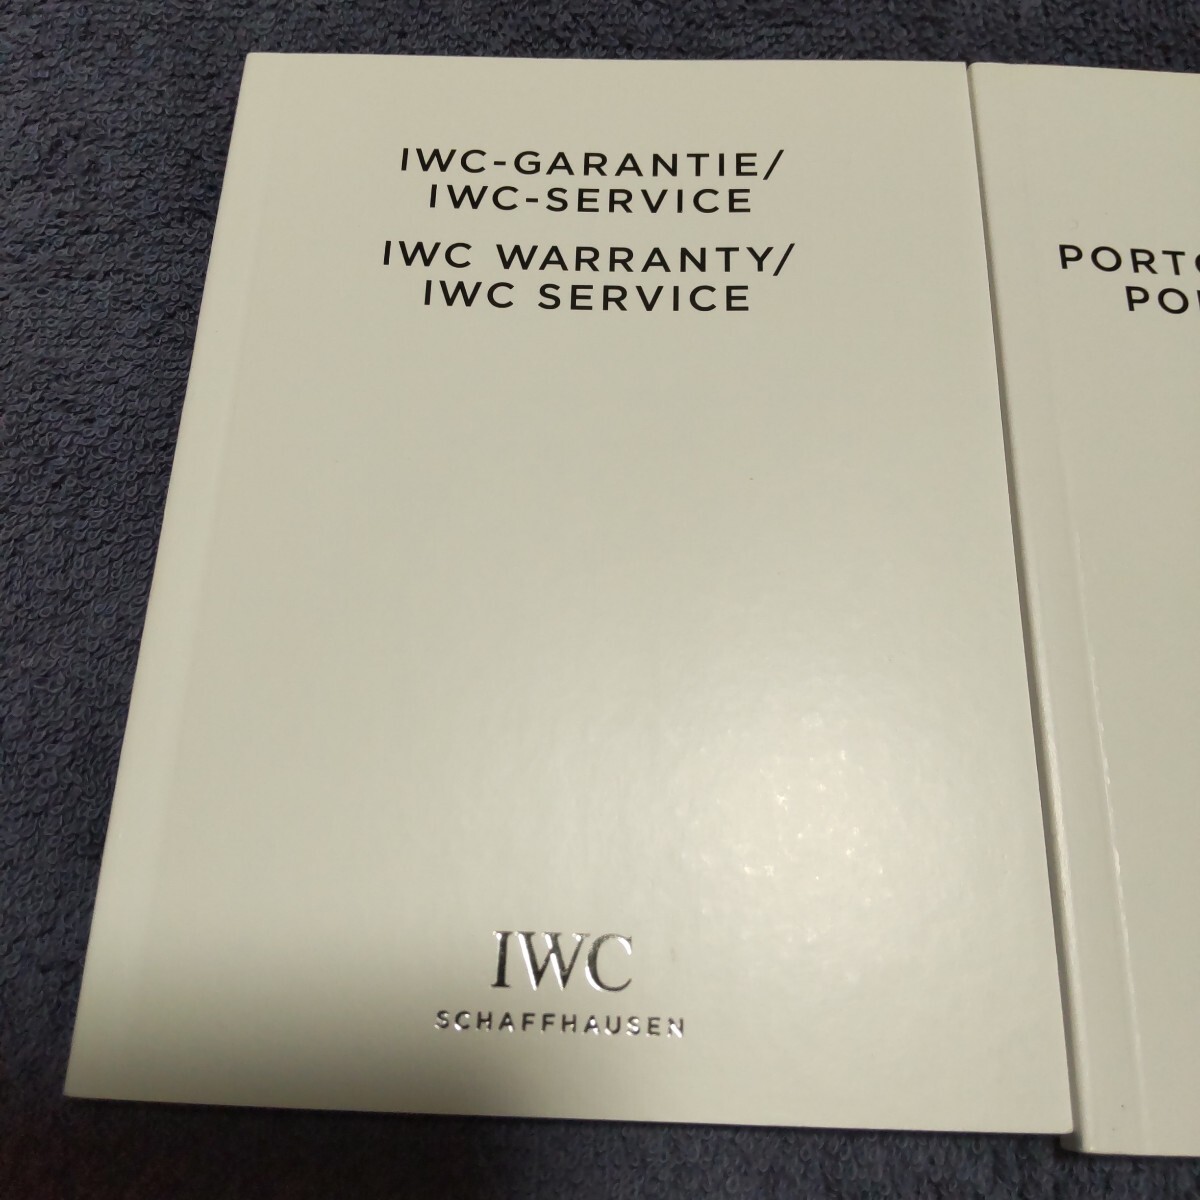 IWC-GARANTIE/
IWC-SERVICE
IWC WARRANTY/
IWC SERVICE
IWC
SCHAFFHAUSEN